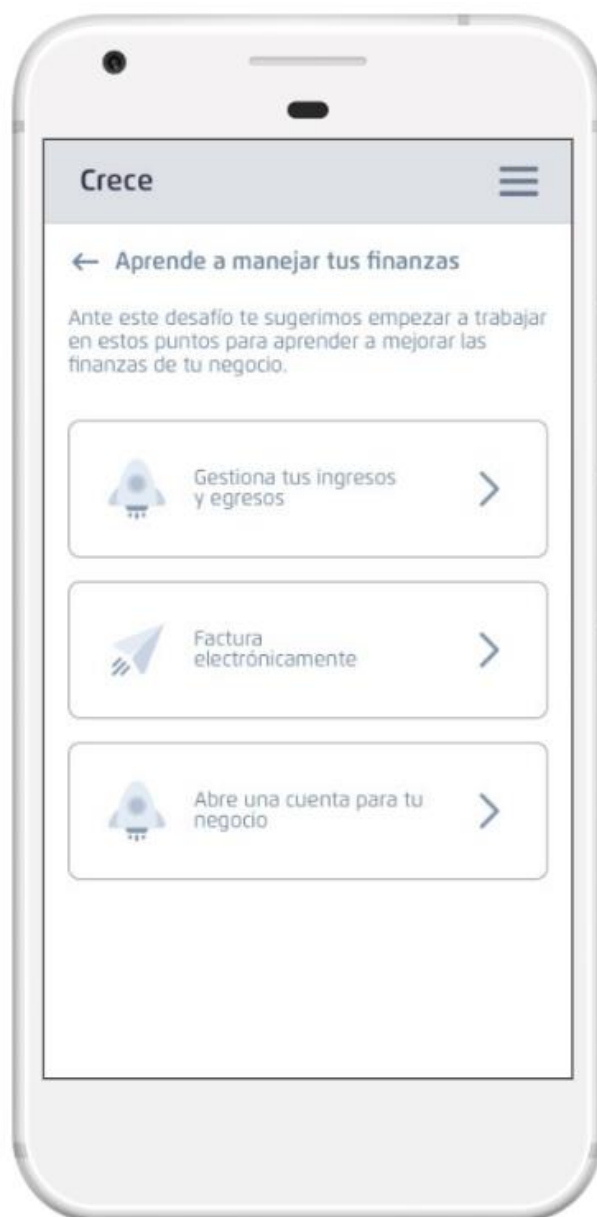 Crece
Aprende a manejar tus finanzas
Ante este desafío te sugerimos empezar a trabajar
en estos puntos para aprender a mejorar las
finanzas de tu negocio.
Gestiona tus ingresos
y egresos
Factura
electrónicamente
Abre una cuenta para tu
negocio